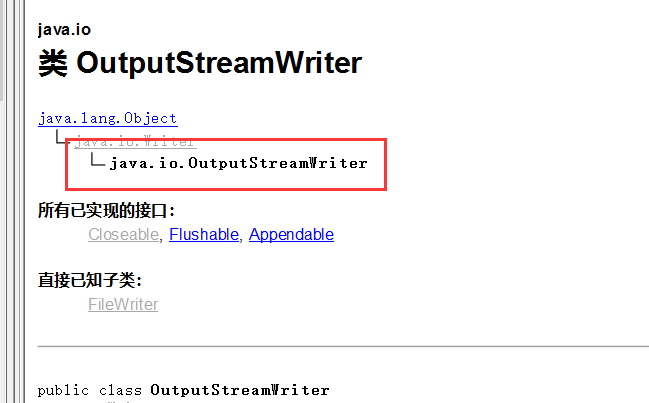 java.io
类 OutputStreamWriter
java.lang.Object
java.io.Writer
java.io.OutputStreamWriter
所有已实现的接口：
Closeable, Flushable, Appendable
直接已知子类：
FileWriter
public class OutputStreamWriter